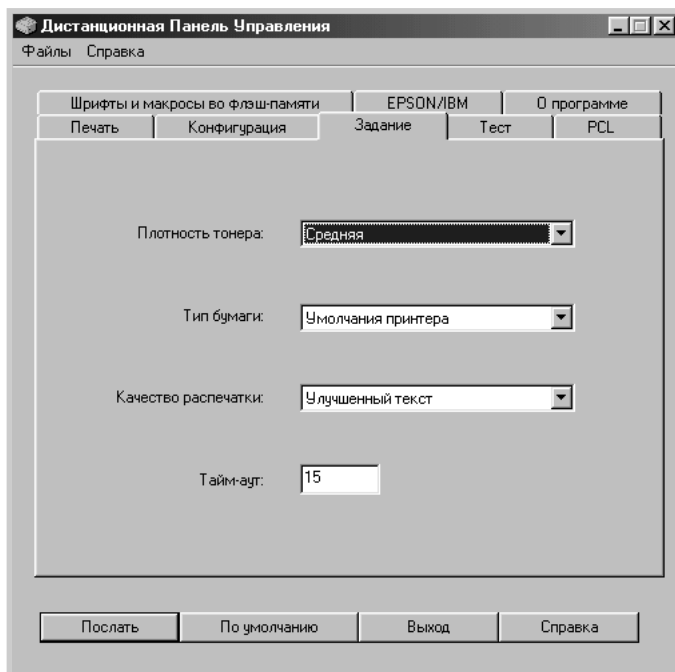 Дистанционная Панель Управления
Файлы Справка
Шрифты и макросы во флэш-памяти EPSON/IBM О программе
Печать Конфигурация Задание Тест PCL
Плотность тонера: Средняя
Тип бумаги: Умолчания принтера
Качество распечатки: Улучшенный текст
Тайм-аут: 15
Послать По умолчанию Выход Справка